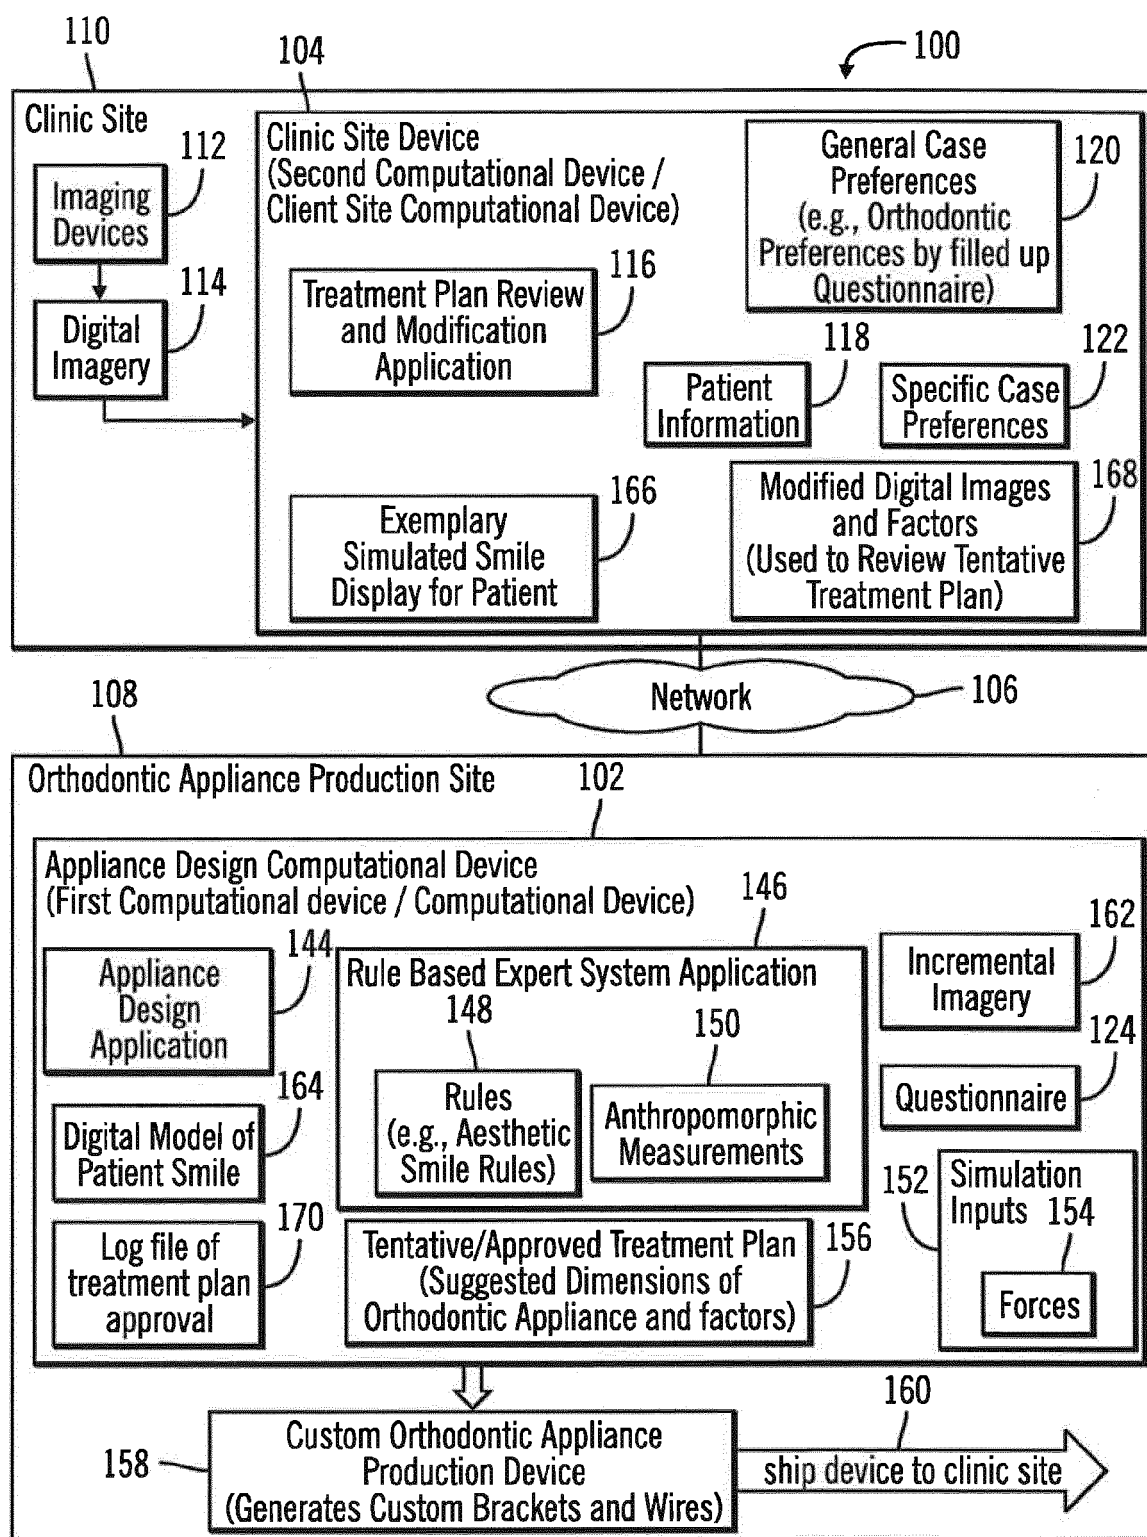 110
104
100
Clinic Site
112
Imaging
Devices
114
Digital
Imagery
Clinic Site Device
(Second Computational Device /
Client Site Computational Device)
General Case
Preferences
(e.g., Orthodontic
Preferences by filled up
Questionnaire)
120
116
Treatment Plan Review
and Modification
Application
118
Patient
Information
122
Specific Case
Preferences
166
Exemplary
Simulated Smile
Display for Patient
Modified Digital Images
and Factors
(Used to Review Tentative
Treatment Plan)
168
Network
106
108
Orthodontic Appliance Production Site
102
Appliance Design Computational Device
(First Computational device / Computational Device)
146
144
Appliance
Design
Application
Rule Based Expert System Application
148
Rules
(e.g., Aesthetic
Smile Rules)
150
Anthropomorphic
Measurements
162
Incremental
Imagery
124
Questionnaire
164
Digital Model of
Patient Smile
152
Simulation
Inputs 154
Forces
170
Log file of
treatment plan
approval
Tentative/Approved Treatment Plan
(Suggested Dimensions of
Orthodontic Appliance and factors)
156
158
Custom Orthodontic Appliance
Production Device
(Generates Custom Brackets and Wires)
160
ship device to clinic site